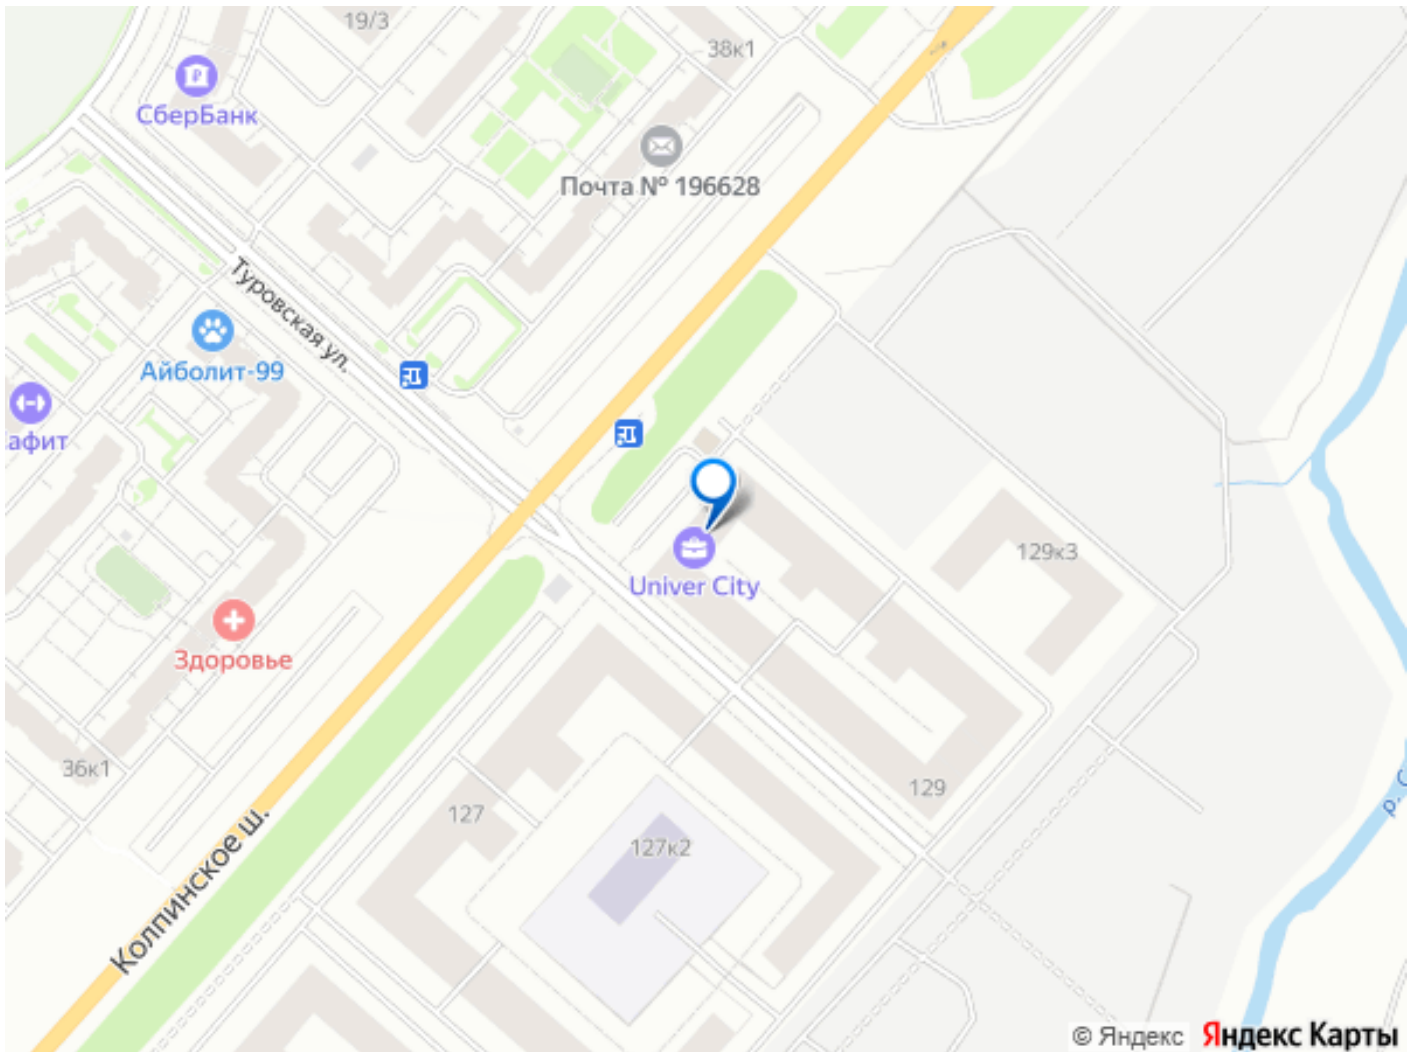 19/3
38к1
СберБанк
Почта № 196628
Туровская ул.
Айболит-99
афит
Univer City
129к3
Здоровье
36к1
129
127
127к2
Колпинское ш.
р. С
© Яндекс Яндекс Карты